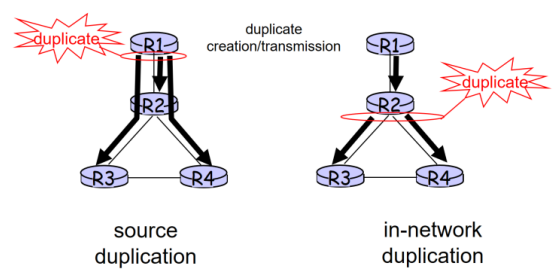 duplicate
R1
R2
R3
R4
source
duplication
duplicate
creation/transmission
R1
duplicate
R2
R3
R4
in-network
duplication